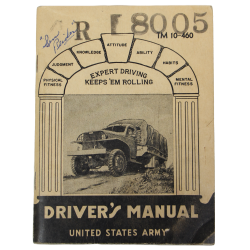 R 8005
TM 10-460
ATTITUDE
KNOWLEDGE
ABILITY
JUDGMENT
HABITS
PHYSICAL
FITNESS
MENTAL
FITNESS
EXPERT DRIVING
KEEPS 'EM ROLLING
DRIVER'S MANUAL
UNITED STATES ARMY